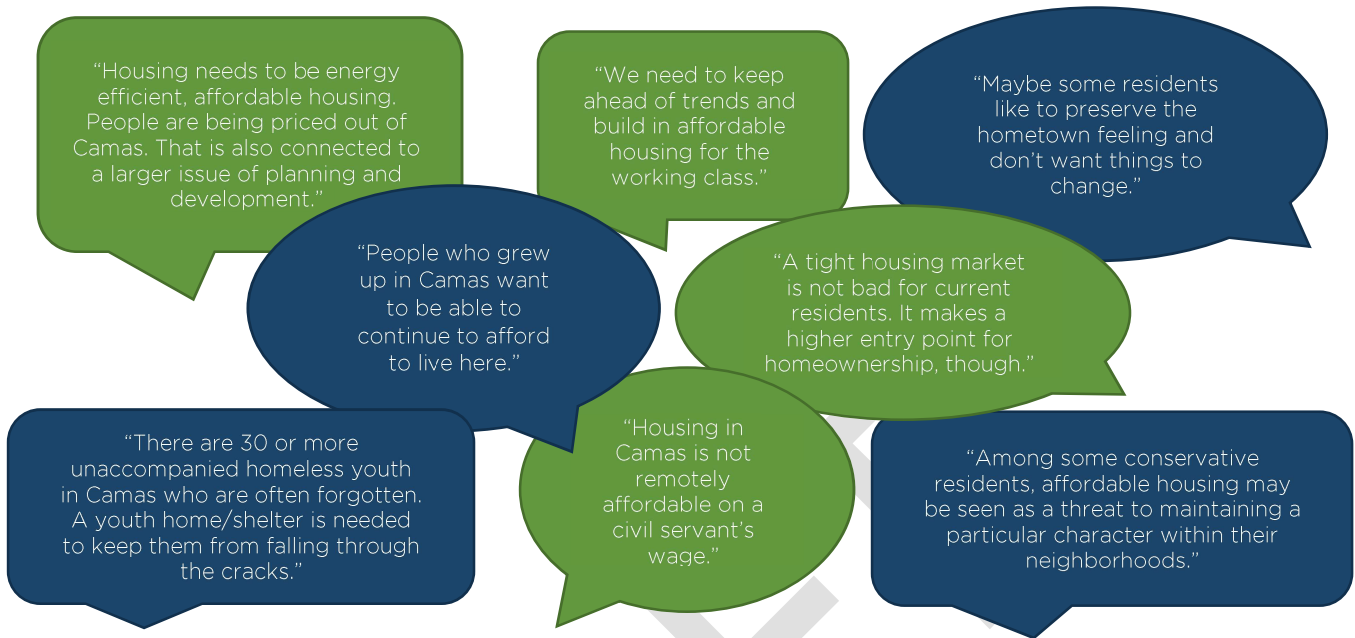 “Housing needs to be energy
efficient, affordable housing.
People are being priced out of
Camas. That is also connected to
a larger issue of planning and
development.”
“We need to keep
ahead of trends and
build in affordable
housing for the
working class.”
“Maybe some residents
like to preserve the
hometown feeling and
don’t want things to
change.”
“People who grew
up in Camas want
to be able to
continue to afford
to live here.”
“A tight housing market
is not bad for current
residents. It makes a
higher entry point for
homeownership, though.”
“There are 30 or more
unaccompanied homeless youth
in Camas who are often forgotten.
A youth home/shelter is needed
to keep them from falling through
the cracks.”
“Housing in
Camas is not
remotely
affordable on a
civil servant’s
wage.”
“Among some conservative
residents, affordable housing may
be seen as a threat to maintaining a
particular character within their
neighborhoods.”